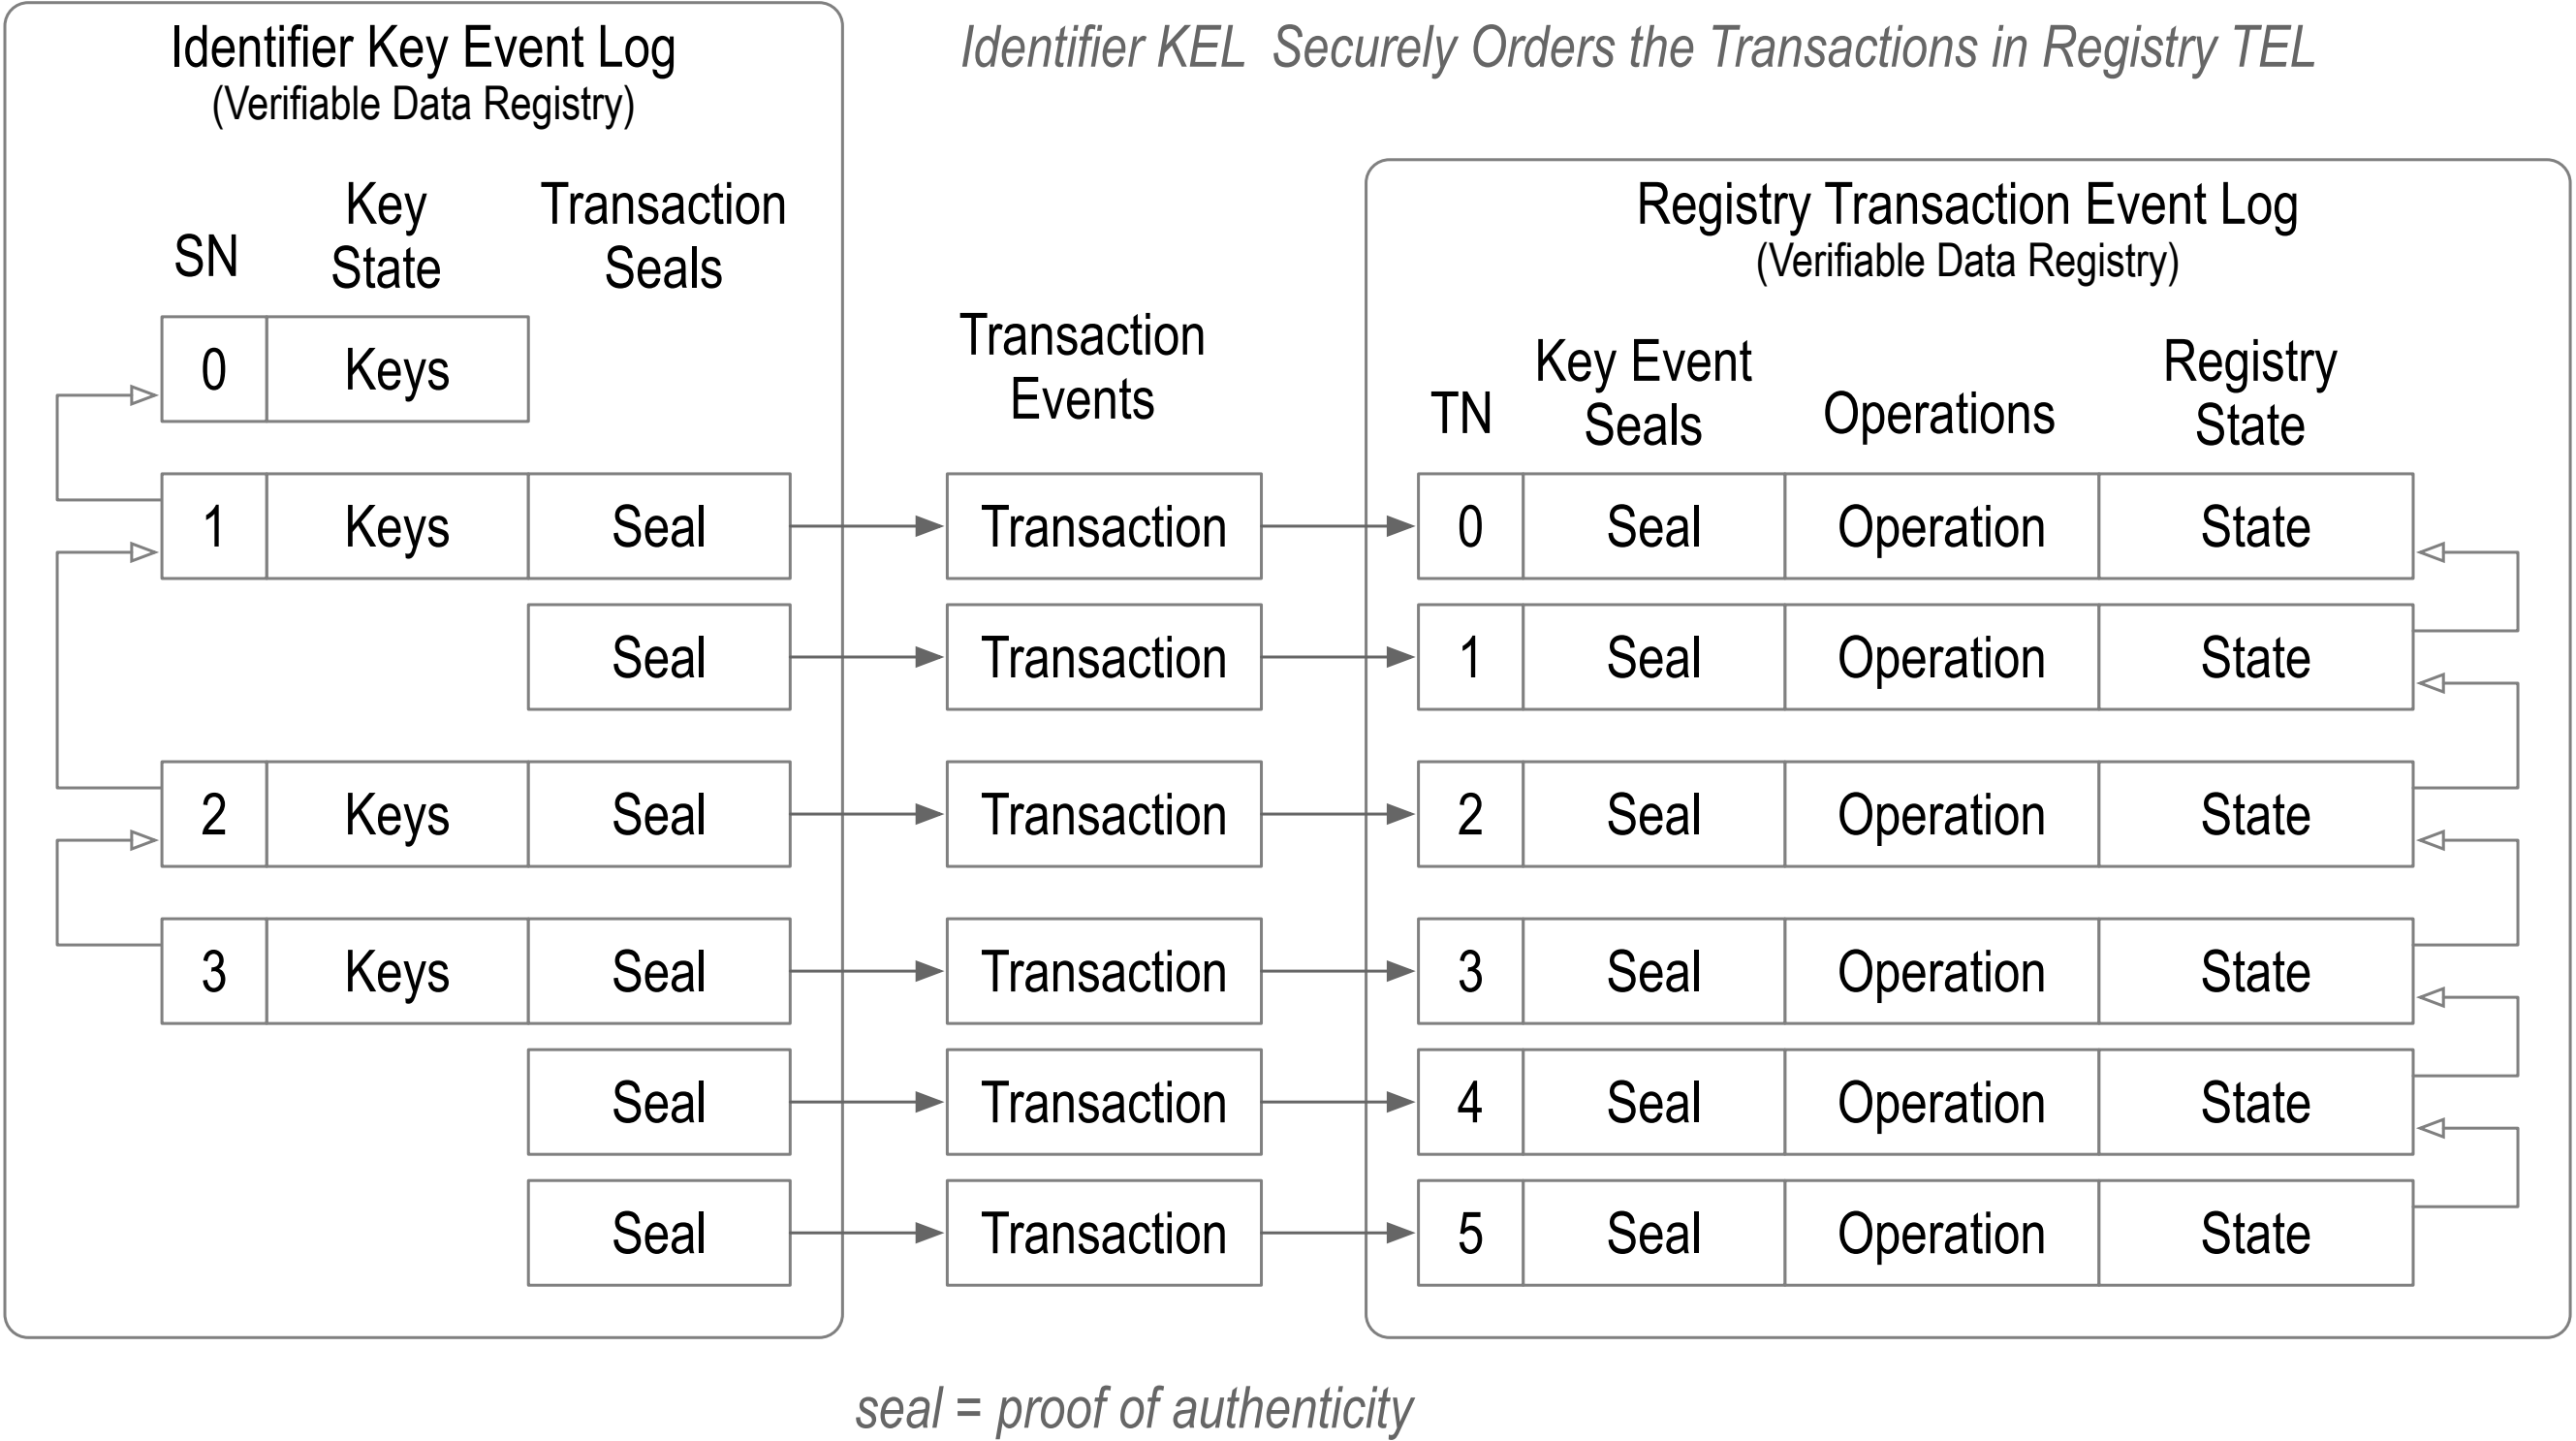 Identifier Key Event Log
(Verifiable Data Registry)
Identifier KEL Securely Orders the Transactions in Registry TEL
SN
Key
State
Transaction
Seals
0 Keys
1 Keys Seal
Seal
2 Keys Seal
3 Keys Seal
Seal
Seal
Transaction
Events
Transaction
Transaction
Transaction
Transaction
Transaction
Transaction
Registry Transaction Event Log
(Verifiable Data Registry)
TN
Key Event
Seals
Operations
Registry
State
0 Seal Operation State
1 Seal Operation State
2 Seal Operation State
3 Seal Operation State
4 Seal Operation State
5 Seal Operation State
seal = proof of authenticity